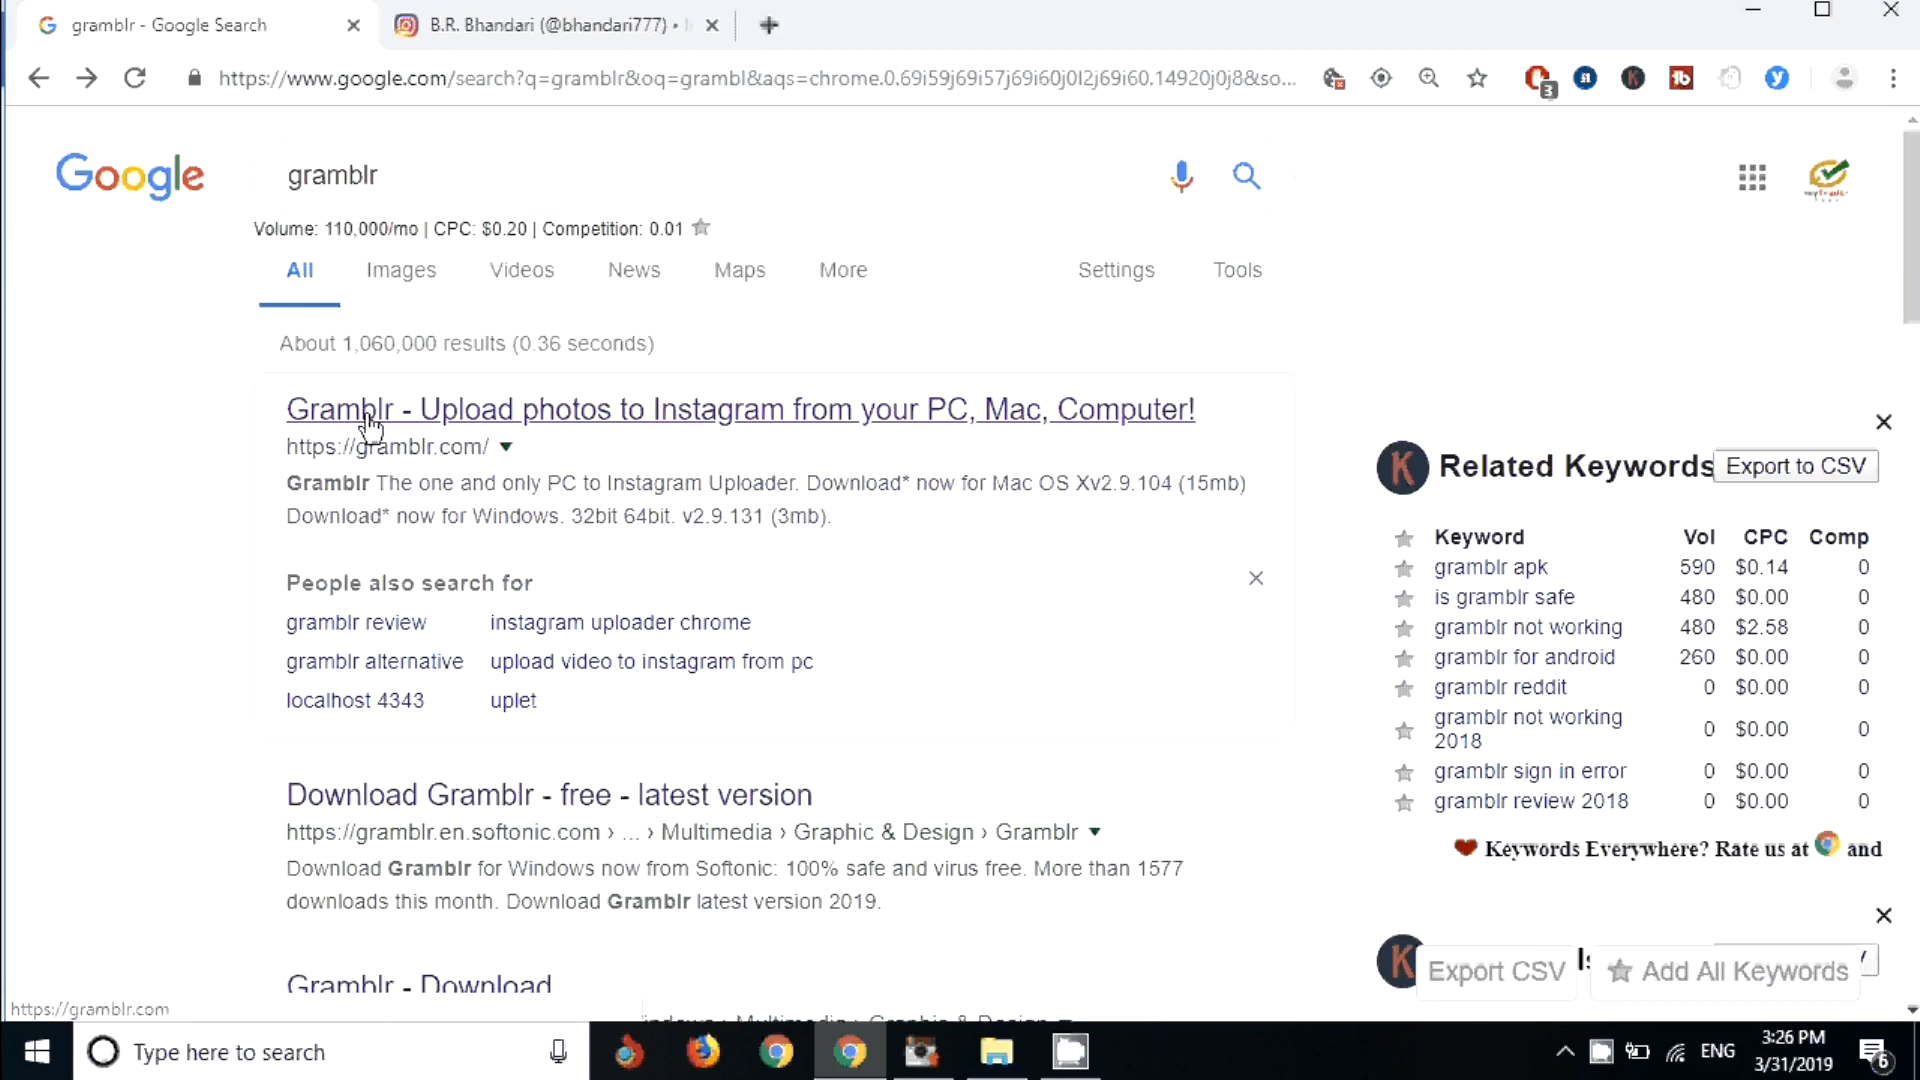 gramblr - Google Search
B.R. Bhandari (@bhandari777) •
https://www.google.com/search?q=gramblr&oq=grambl&aqs=chrome.0.69i59j69i57j69i60j0l2j69i60.14920j0j8&so...
3
Google
gramblr
Volume: 110,000/mo | CPC: $0.20 | Competition: 0.01
All Images Videos News Maps More Settings Tools
About 1,060,000 results (0.36 seconds)
Gramblr - Upload photos to Instagram from your PC, Mac, Computer!
https://gramblr.com/
Gramblr The one and only PC to Instagram Uploader. Download* now for Mac OS Xv2.9.104 (15mb)
Download* now for Windows. 32bit 64bit. v2.9.131 (3mb).
People also search for
gramblr review instagram uploader chrome
gramblr alternative upload video to instagram from pc
localhost 4343 uplet
Download Gramblr - free - latest version
https://gramblr.en.softonic.com › ... › Multimedia › Graphic & Design › Gramblr
Download Gramblr for Windows now from Softonic: 100% safe and virus free. More than 1577
downloads this month. Download Gramblr latest version 2019.
Gramblr - Download
K Related Keywords Export to CSV
Keyword Vol CPC Comp
gramblr apk 590 $0.14 0
is gramblr safe 480 $0.00 0
gramblr not working 480 $2.58 0
gramblr for android 260 $0.00 0
gramblr reddit 0 $0.00 0
gramblr not working 2018 0 $0.00 0
gramblr sign in error 0 $0.00 0
gramblr review 2018 0 $0.00 0
Keywords Everywhere? Rate us at and
K Export CSV Add All Keywords
https://gramblr.com
Multimedia › Graphic & Design
Type here to search
ENG
3:26 PM
3/31/2019
6